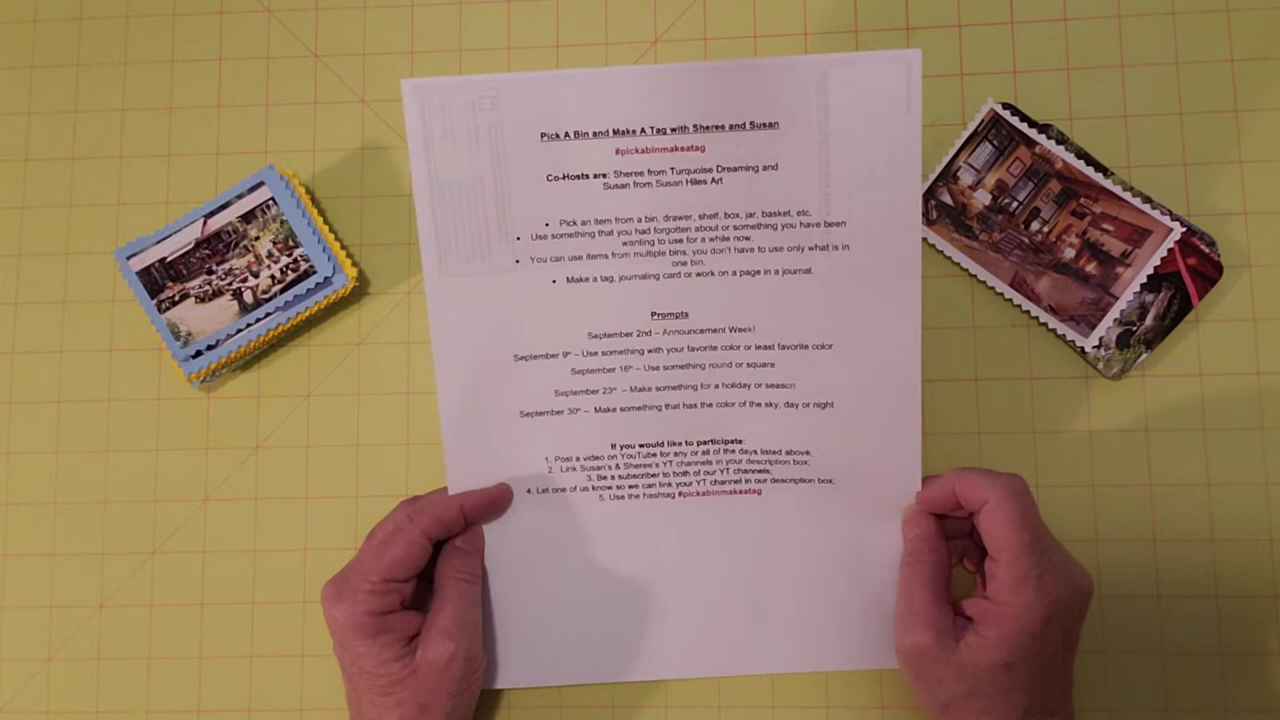 Pick A Bin and Make A Tag with Sheree and Susan
#pickabinmakeatag
Co-Hosts are: Sheree from Turquoise Dreaming and
Susan from Susan Hiles Art
• Pick an item from a bin, drawer, shelf, box, jar, basket, etc.
• Use something that you had forgotten about or something you have been
wanting to use for a while now.
• You can use items from multiple bins, you don't have to use only what is in
one bin.
• Make a tag, journaling card or work on a page in a journal.
Prompts
September 2nd – Announcement Week!
September 9th – Use something with your favorite color or least favorite color
September 16th – Use something round or square
September 23rd – Make something for a holiday or season
September 30th – Make something that has the color of the sky, day or night
If you would like to participate:
1. Post a video on YouTube for any or all of the days listed above;
2. Link Susan's & Sheree's YT channels in your description box;
3. Be a subscriber to both of our YT channels;
4. Let one of us know so we can link your YT channel in our description box;
5. Use the hashtag #pickabinmakeatag